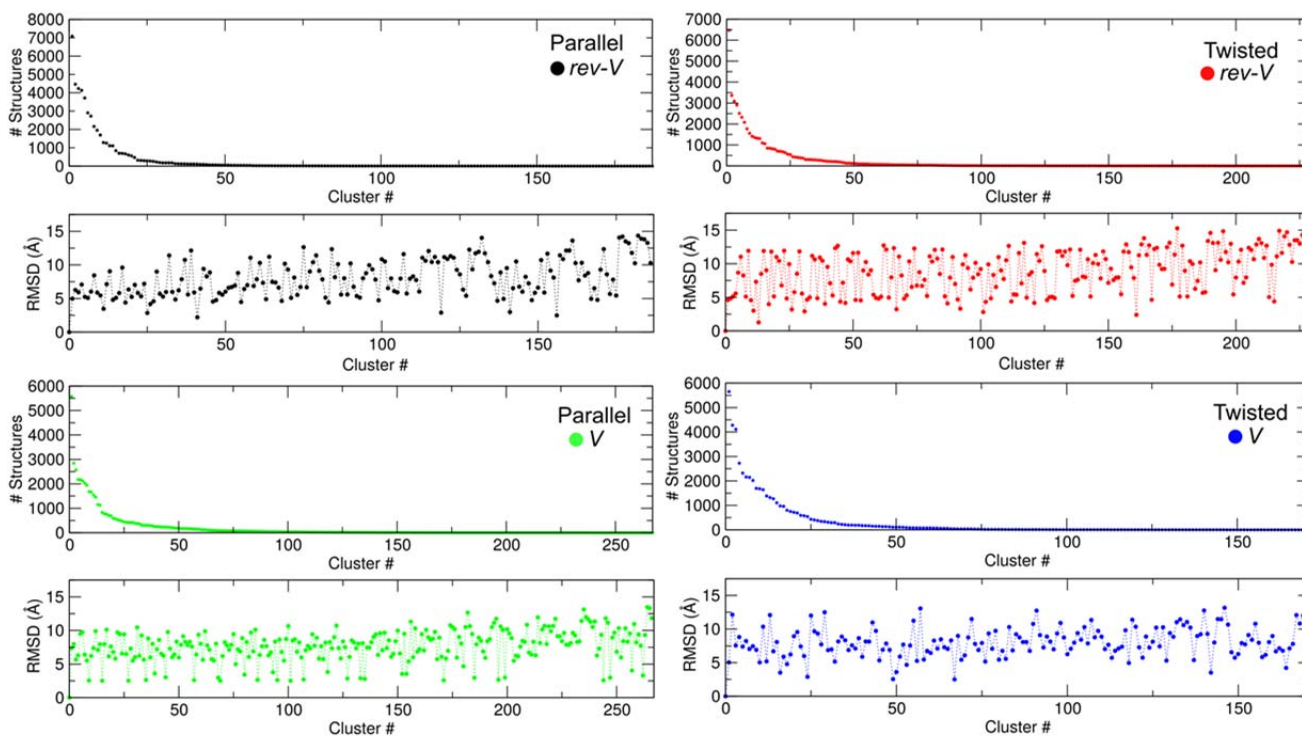 8000
7000
6000
5000
4000
3000
2000
1000
0
# Structures
Parallel
rev-V
0 50 100 150
Cluster #
15
10
5
0
RMSD (Å)
0 50 100 150
Cluster #
7000
6000
5000
4000
3000
2000
1000
0
# Structures
Twisted
rev-V
0 50 100 150 200
Cluster #
15
10
5
0
RMSD (Å)
0 50 100 150 200
Cluster #
6000
5000
4000
3000
2000
1000
0
# Structures
Parallel
V
0 50 100 150 200 250
Cluster #
15
10
5
0
RMSD (Å)
0 50 100 150 200 250
Cluster #
6000
5000
4000
3000
2000
1000
0
# Structures
Twisted
V
0 50 100 150
Cluster #
15
10
5
0
RMSD (Å)
0 50 100 150
Cluster #